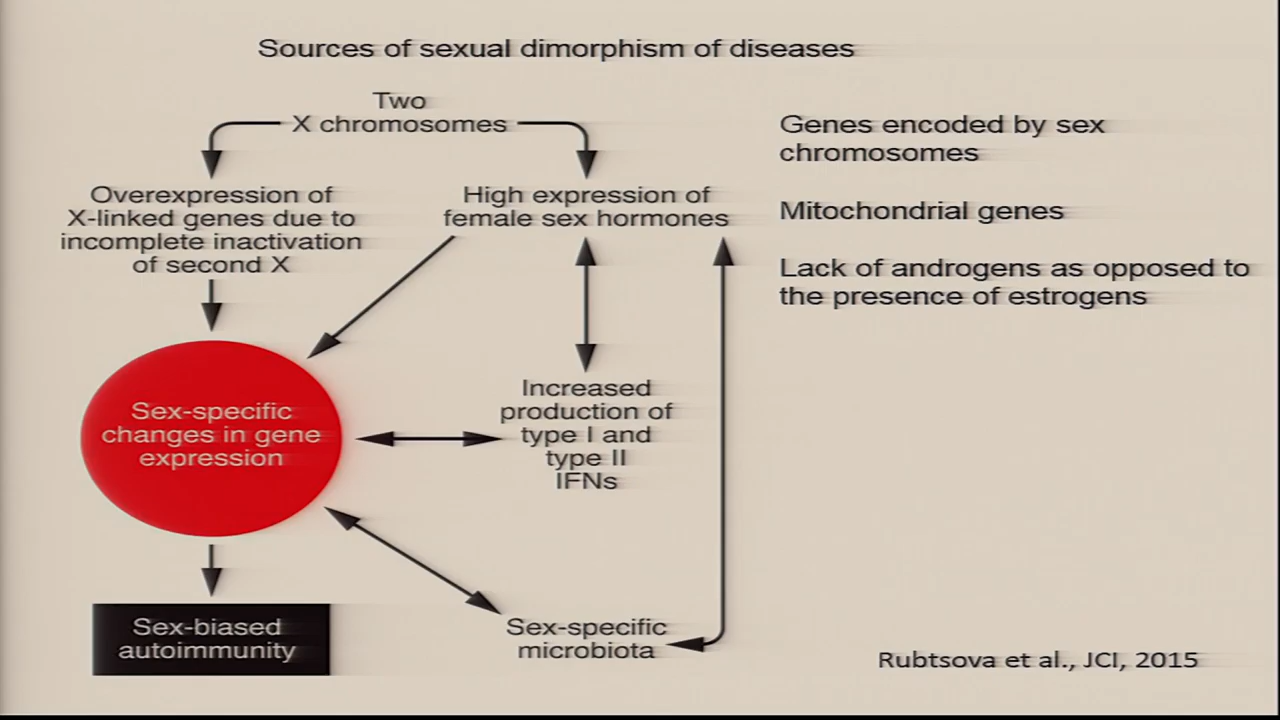 Sources of sexual dimorphism of diseases
Two
X chromosomes
Overexpression of
X-linked genes due to
incomplete inactivation
of second X
High expression of
female sex hormones
Genes encoded by sex
chromosomes
Mitochondrial genes
Lack of androgens as opposed to
the presence of estrogens
Sex-specific
changes in gene
expression
Increased
production of
type I and
type II
IFNs
Sex-biased
autoimmunity
Sex-specific
microbiota
Rubtsova et al., JCI, 2015